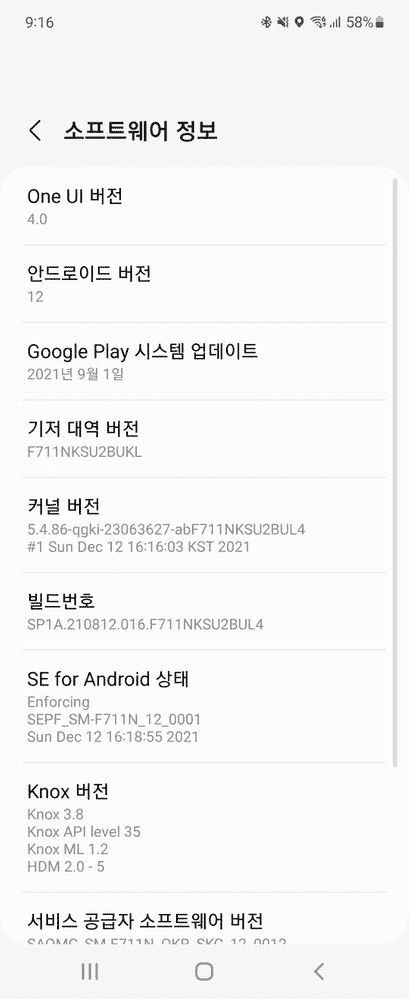 9:16
58%
소프트웨어 정보
One UI 버전
4.0
안드로이드 버전
12
Google Play 시스템 업데이트
2021년 9월 1일
기저 대역 버전
F711NKSU2BUKL
커널 버전
5.4.86-qgki-23063627-abF711NKSU2BUL4
#1 Sun Dec 12 16:16:03 KST 2021
빌드번호
SP1A.210812.016.F711NKSU2BUL4
SE for Android 상태
Enforcing
SEPF_SM-F711N_12_0001
Sun Dec 12 16:18:55 2021
Knox 버전
Knox 3.8
Knox API level 35
Knox ML 1.2
HDM 2.0 - 5
서비스 공급자 소프트웨어 버전